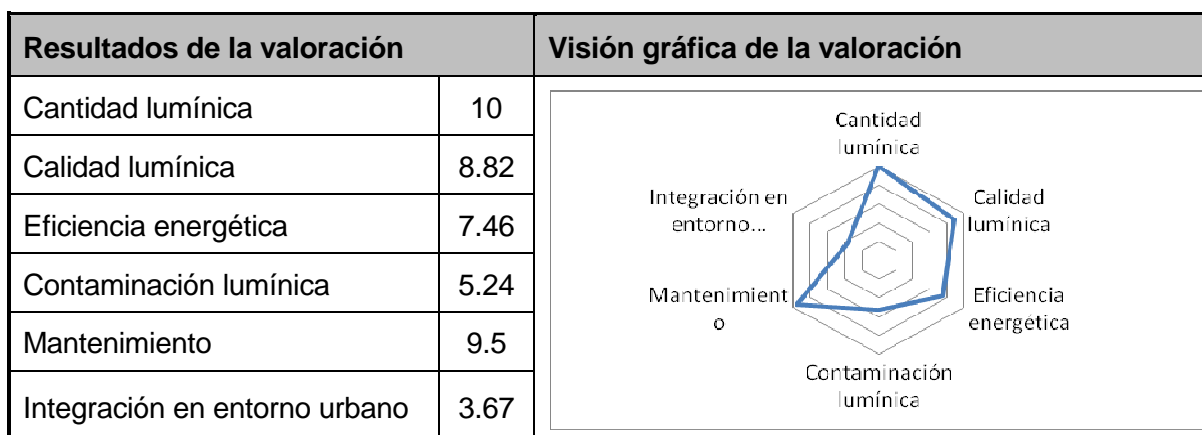 Resultados de la valoración
Visión gráfica de la valoración
Cantidad lumínica 10
Calidad lumínica 8.82
Eficiencia energética 7.46
Contaminación lumínica 5.24
Mantenimiento 9.5
Integración en entorno urbano 3.67
Cantidad
lumínica
Calidad
lumínica
Eficiencia
energética
Contaminación
lumínica
Mantenimient
o
Integración en
entorno...